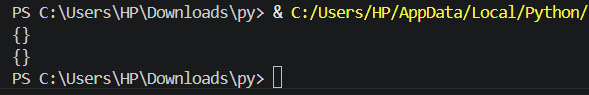 PS C:\Users\HP\Downloads\py> & C:/Users/HP/AppData/Local/Python/
{}
{}
PS C:\Users\HP\Downloads\py>